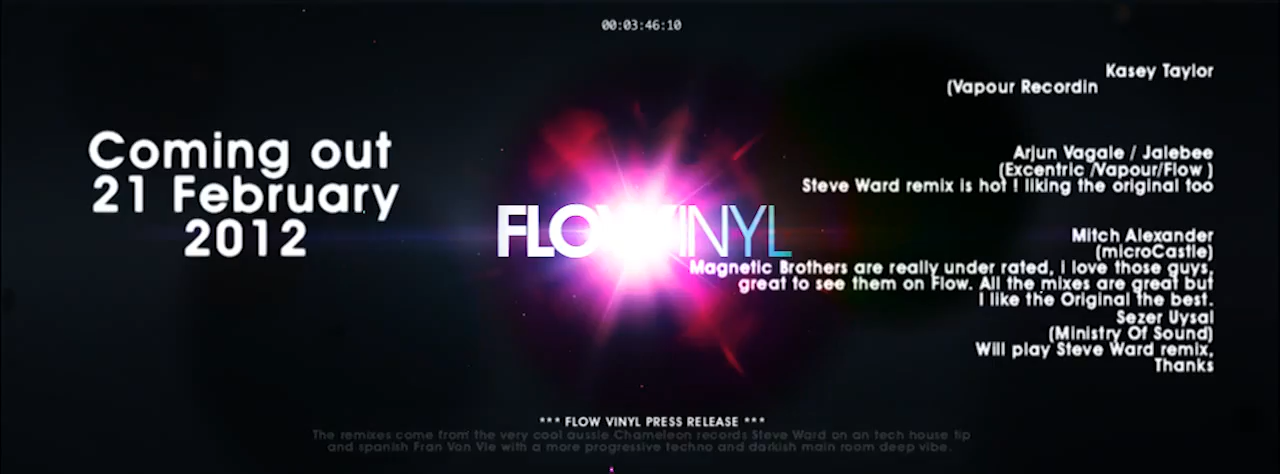 00:03:46:10
Coming out
21 February
2012
FLOW VINYL
Kasey Taylor
(Vapour Recordin
Arjun Vagale / Jalebee
(Excentric /Vapour/Flow )
Steve Ward remix is hot ! liking the original too
Mitch Alexander
(microCastle)
Magnetic Brothers are really under rated, I love those guys,
great to see them on Flow. All the mixes are great but
I like the Original the best.
Sezer Uysal
(Ministry Of Sound)
Will play Steve Ward remix,
Thanks
*** FLOW VINYL PRESS RELEASE ***
The remixes come from the very cool aussie Chameleon records Steve Ward on an tech house tip
and spanish Fran Von Vie with a more progressive techno and darkish main room deep vibe.